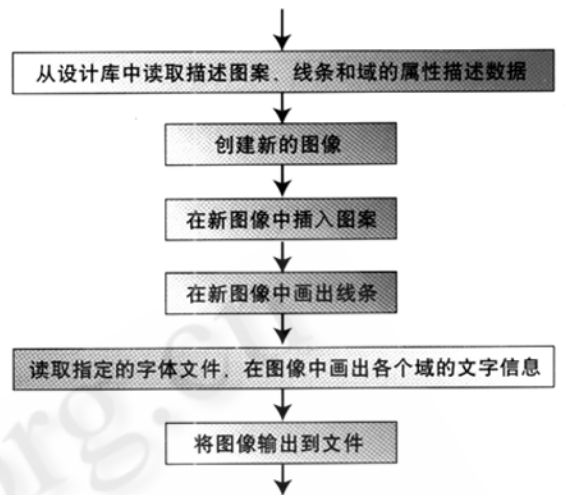 从设计库中读取描述图案、线条和域的属性描述数据
创建新的图像
在新图像中插入图案
在新图像中画出线条
读取指定的字体文件，在图像中画出各个域的文字信息
将图像输出到文件
org.cn